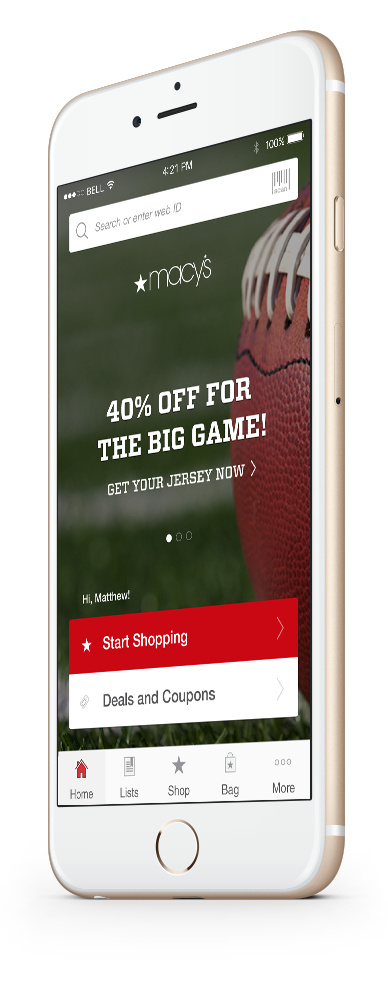 BELL 4:21 PM 100%
Search or enter web ID
macy's
40% OFF FOR
THE BIG GAME!
GET YOUR JERSEY NOW >
Hi, Matthew!
Start Shopping
Deals and Coupons
Home Lists Shop Bag More